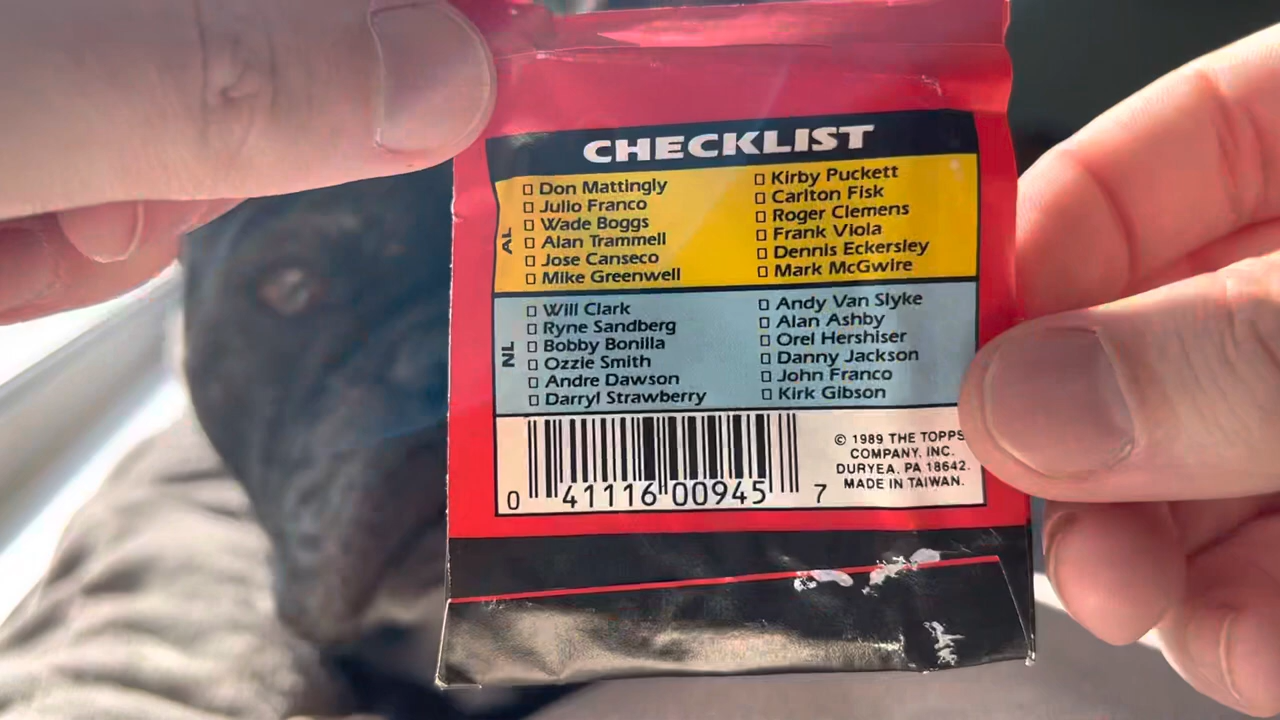 CHECKLIST
AL
▯ Don Mattingly
▯ Julio Franco
▯ Wade Boggs
▯ Alan Trammell
▯ Jose Canseco
▯ Mike Greenwell
▯ Kirby Puckett
▯ Carlton Fisk
▯ Roger Clemens
▯ Frank Viola
▯ Dennis Eckersley
▯ Mark McGwire
NL
▯ Will Clark
▯ Ryne Sandberg
▯ Bobby Bonilla
▯ Ozzie Smith
▯ Andre Dawson
▯ Darryl Strawberry
▯ Andy Van Slyke
▯ Alan Ashby
▯ Orel Hershiser
▯ Danny Jackson
▯ John Franco
▯ Kirk Gibson
0 41116 00945 7
© 1989 THE TOPPS
COMPANY, INC.
DURYEA, PA 18642.
MADE IN TAIWAN.